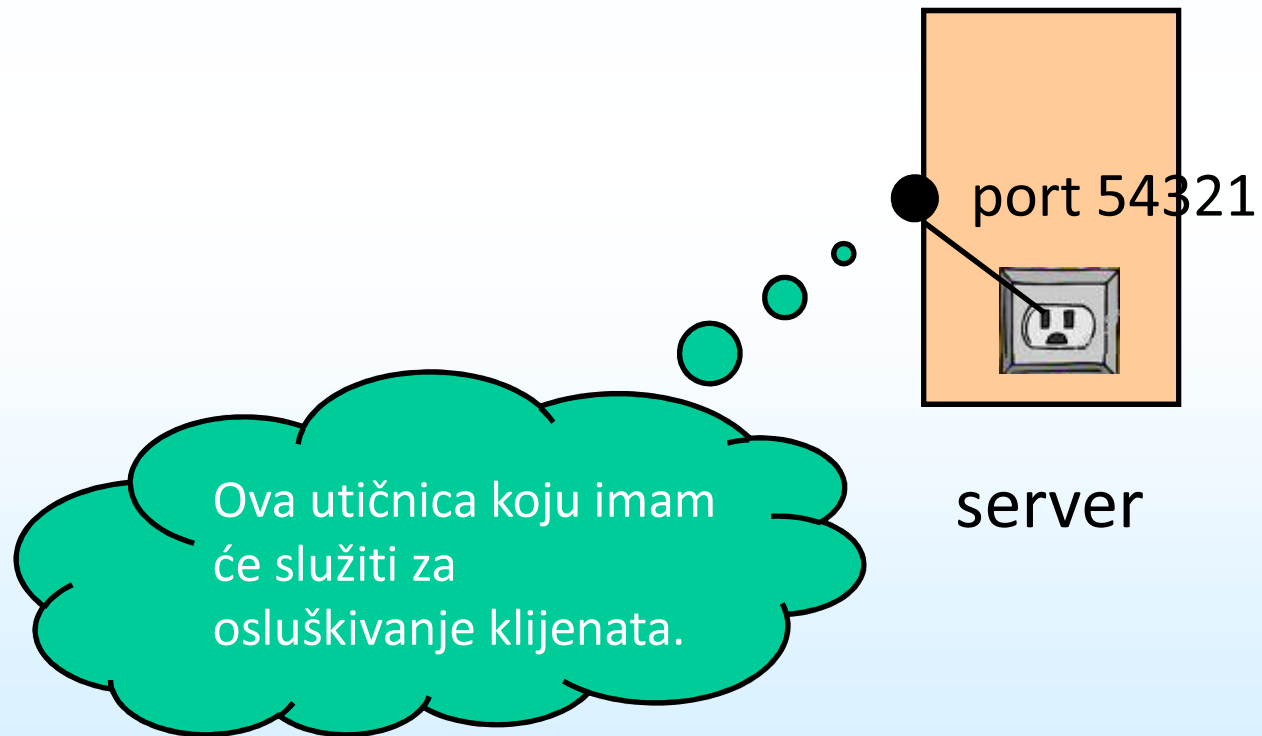 port 54321
server
Ova utičnica koju imam
će služiti za
osluškivanje klijenata.